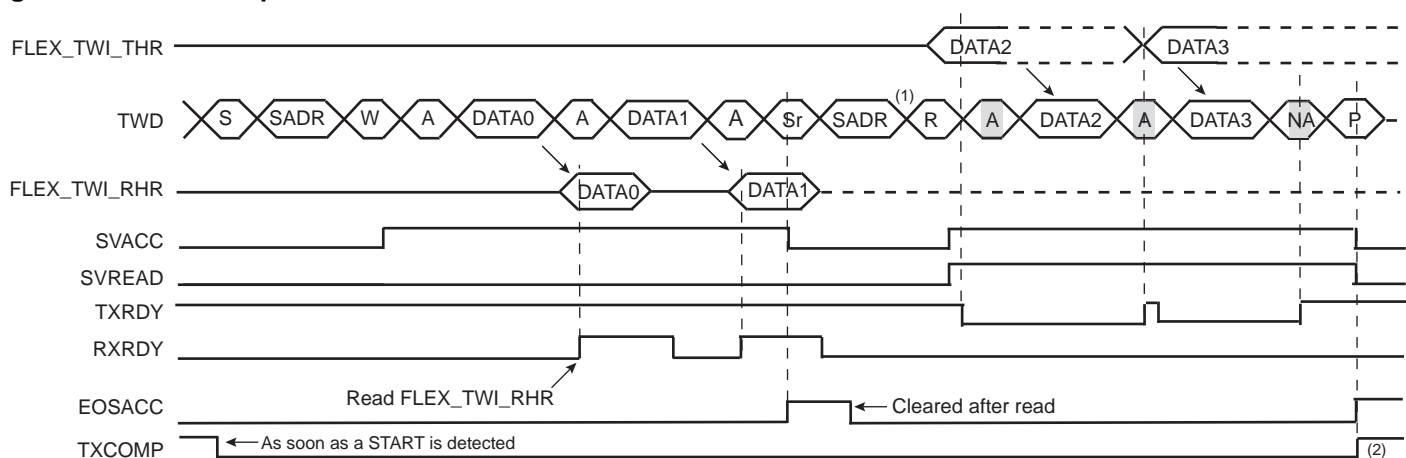 FLEX_TWI_THR DATA2 DATA3
(1)
TWD S SADR W A DATA0 A DATA1 A Sr SADR R A DATA2 A DATA3 NA P
FLEX_TWI_RHR DATA0 DATA1
SVACC
SVREAD
TXRDY
RXRDY
Read FLEX_TWI_RHR
EOSACC Cleared after read
TXCOMP As soon as a START is detected (2)